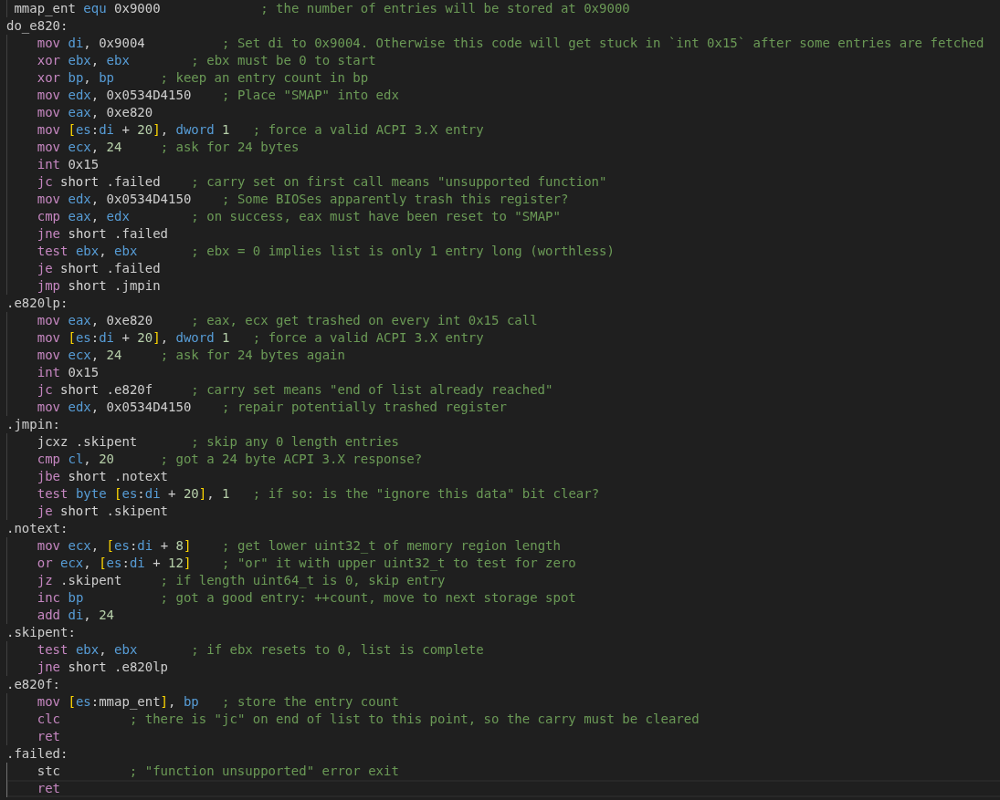 mmap_ent equ 0x9000             ; the number of entries will be stored at 0x9000
do_e820:
    mov di, 0x9004          ; Set di to 0x9004. Otherwise this code will get stuck in `int 0x15` after some entries are fetched
    xor ebx, ebx        ; ebx must be 0 to start
    xor bp, bp      ; keep an entry count in bp
    mov edx, 0x0534D4150    ; Place "SMAP" into edx
    mov eax, 0xe820
    mov [es:di + 20], dword 1   ; force a valid ACPI 3.X entry
    mov ecx, 24     ; ask for 24 bytes
    int 0x15
    jc short .failed    ; carry set on first call means "unsupported function"
    mov edx, 0x0534D4150    ; Some BIOSes apparently trash this register?
    cmp eax, edx        ; on success, eax must have been reset to "SMAP"
    jne short .failed
    test ebx, ebx       ; ebx = 0 implies list is only 1 entry long (worthless)
    je short .failed
    jmp short .jmpin
.e820lp:
    mov eax, 0xe820     ; eax, ecx get trashed on every int 0x15 call
    mov [es:di + 20], dword 1   ; force a valid ACPI 3.X entry
    mov ecx, 24     ; ask for 24 bytes again
    int 0x15
    jc short .e820f     ; carry set means "end of list already reached"
    mov edx, 0x0534D4150    ; repair potentially trashed register
.jmpin:
    jcxz .skipent       ; skip any 0 length entries
    cmp cl, 20      ; got a 24 byte ACPI 3.X response?
    jbe short .notext
    test byte [es:di + 20], 1   ; if so: is the "ignore this data" bit clear?
    je short .skipent
.notext:
    mov ecx, [es:di + 8]    ; get lower uint32_t of memory region length
    or ecx, [es:di + 12]    ; "or" it with upper uint32_t to test for zero
    jz .skipent     ; if length uint64_t is 0, skip entry
    inc bp          ; got a good entry: ++count, move to next storage spot
    add di, 24
.skipent:
    test ebx, ebx       ; if ebx resets to 0, list is complete
    jne short .e820lp
.e820f:
    mov [es:mmap_ent], bp   ; store the entry count
    clc         ; there is "jc" on end of list to this point, so the carry must be cleared
    ret
.failed:
    stc         ; "function unsupported" error exit
    ret